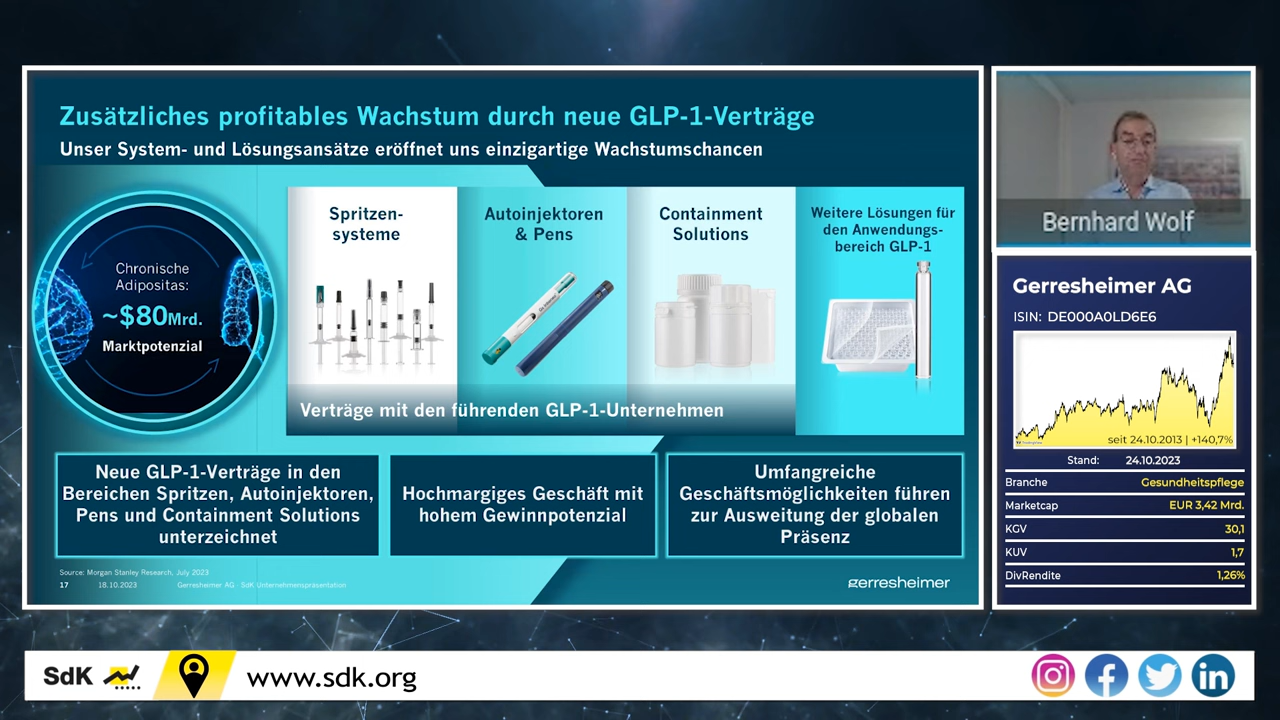 Zusätzliches profitables Wachstum durch neue GLP-1-Verträge
Unser System- und Lösungsansätze eröffnet uns einzigartige Wachstumschancen
Chronische
Adipositas:
~$80Mrd.
Marktpotenzial
Spritzen-
systeme
Autoinjektoren
& Pens
Containment
Solutions
Weitere Lösungen für
den Anwendungs-
bereich GLP-1
Verträge mit den führenden GLP-1-Unternehmen
Neue GLP-1-Verträge in den
Bereichen Spritzen, Autoinjektoren,
Pens und Containment Solutions
unterzeichnet
Hochmargiges Geschäft mit
hohem Gewinnpotenzial
Umfangreiche
Geschäftsmöglichkeiten führen
zur Ausweitung der globalen
Präsenz
Source: Morgan Stanley Research, July 2023
17 18.10.2023 Gerresheimer AG SdK Unternehmenspräsentation
gerresheimer
Bernhard Wolf
Gerresheimer AG
ISIN: DE000A0LD6E6
seit 24.10.2013 | +140,7%
Stand: 24.10.2023
Branche Gesundheitspflege
Marketcap EUR 3,42 Mrd.
KGV 30,1
KUV 1,7
DivRendite 1,26%
SdK
www.sdk.org